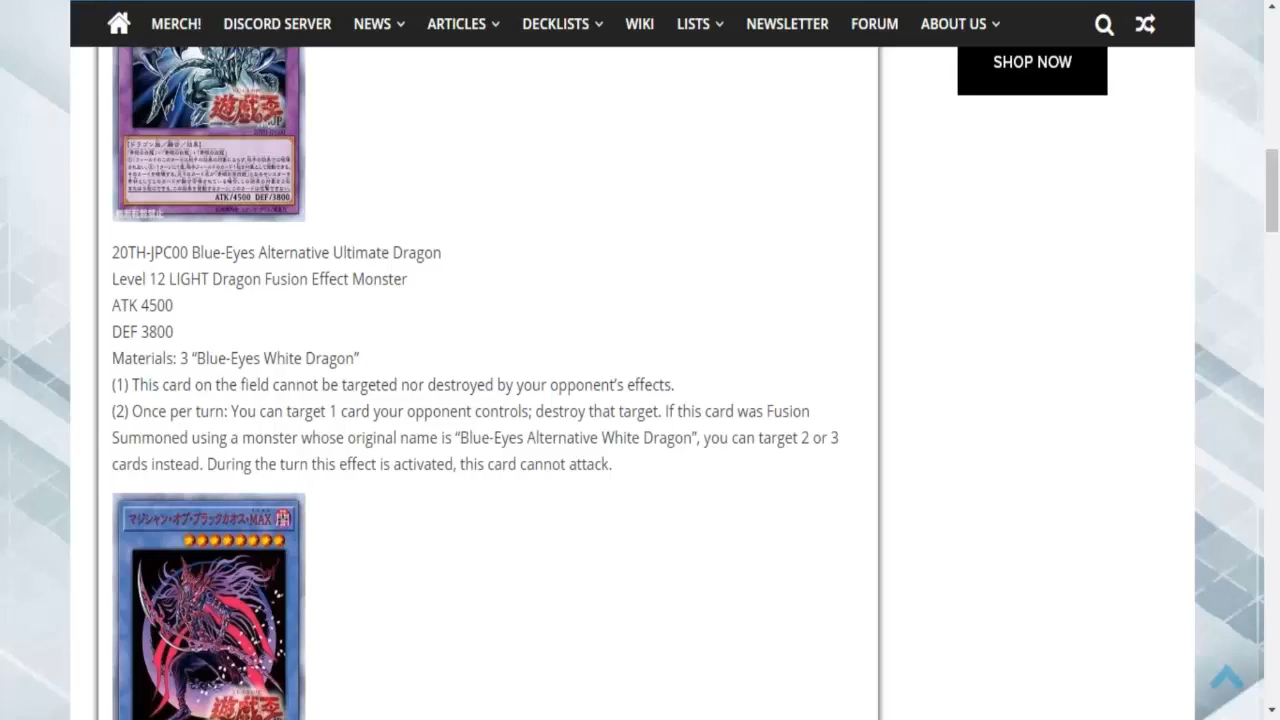 MERCH! DISCORD SERVER NEWS ARTICLES DECKLISTS WIKI LISTS NEWSLETTER FORUM ABOUT US
SHOP NOW
遊戯王
20TH-JPC00
ATK/4500 DEF/3800
20TH-JPC00 Blue-Eyes Alternative Ultimate Dragon
Level 12 LIGHT Dragon Fusion Effect Monster
ATK 4500
DEF 3800
Materials: 3 “Blue-Eyes White Dragon”
(1) This card on the field cannot be targeted nor destroyed by your opponent’s effects.
(2) Once per turn: You can target 1 card your opponent controls; destroy that target. If this card was Fusion
Summoned using a monster whose original name is “Blue-Eyes Alternative White Dragon”, you can target 2 or 3
cards instead. During the turn this effect is activated, this card cannot attack.
マジシャン・オブ・ブラックカオス・MAX
遊戯王